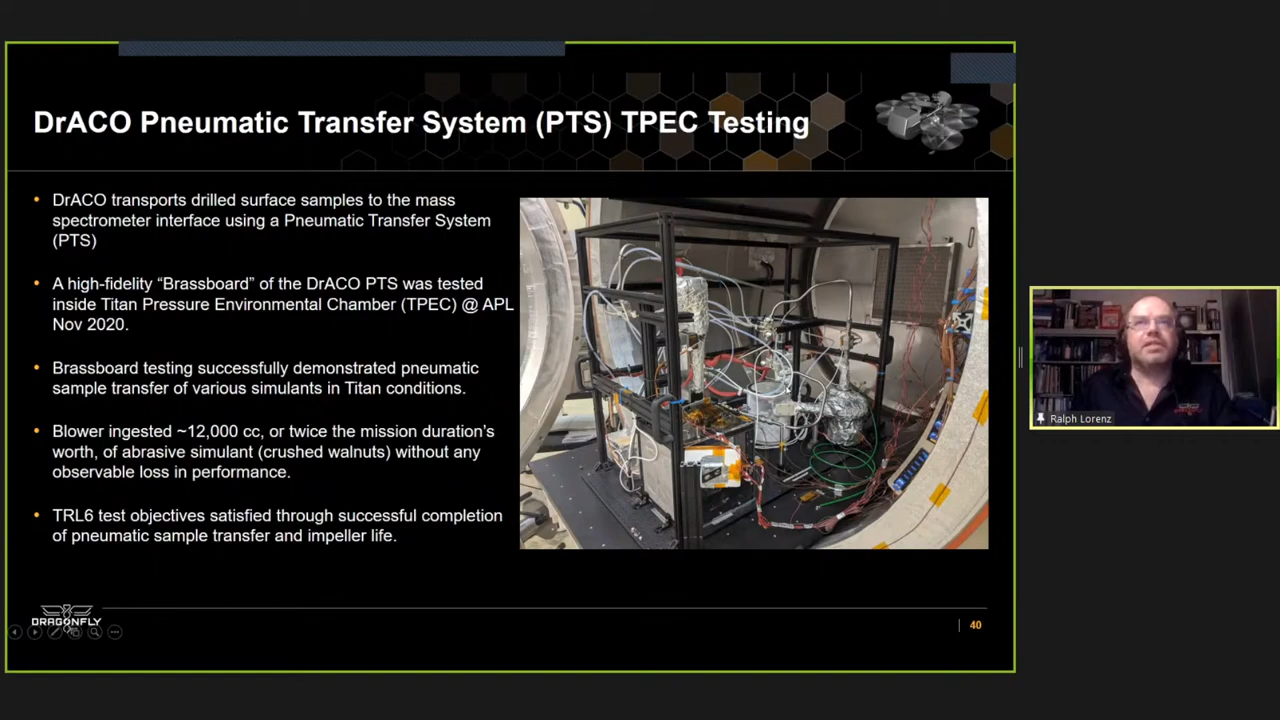 DrACO Pneumatic Transfer System (PTS) TPEC Testing
• DrACO transports drilled surface samples to the mass
spectrometer interface using a Pneumatic Transfer System
(PTS)
• A high-fidelity “Brassboard” of the DrACO PTS was tested
inside Titan Pressure Environmental Chamber (TPEC) @ APL
Nov 2020.
• Brassboard testing successfully demonstrated pneumatic
sample transfer of various simulants in Titan conditions.
• Blower ingested ~12,000 cc, or twice the mission duration’s
worth, of abrasive simulant (crushed walnuts) without any
observable loss in performance.
• TRL6 test objectives satisfied through successful completion
of pneumatic sample transfer and impeller life.
Ralph Lorenz
DRAGONFLY
40